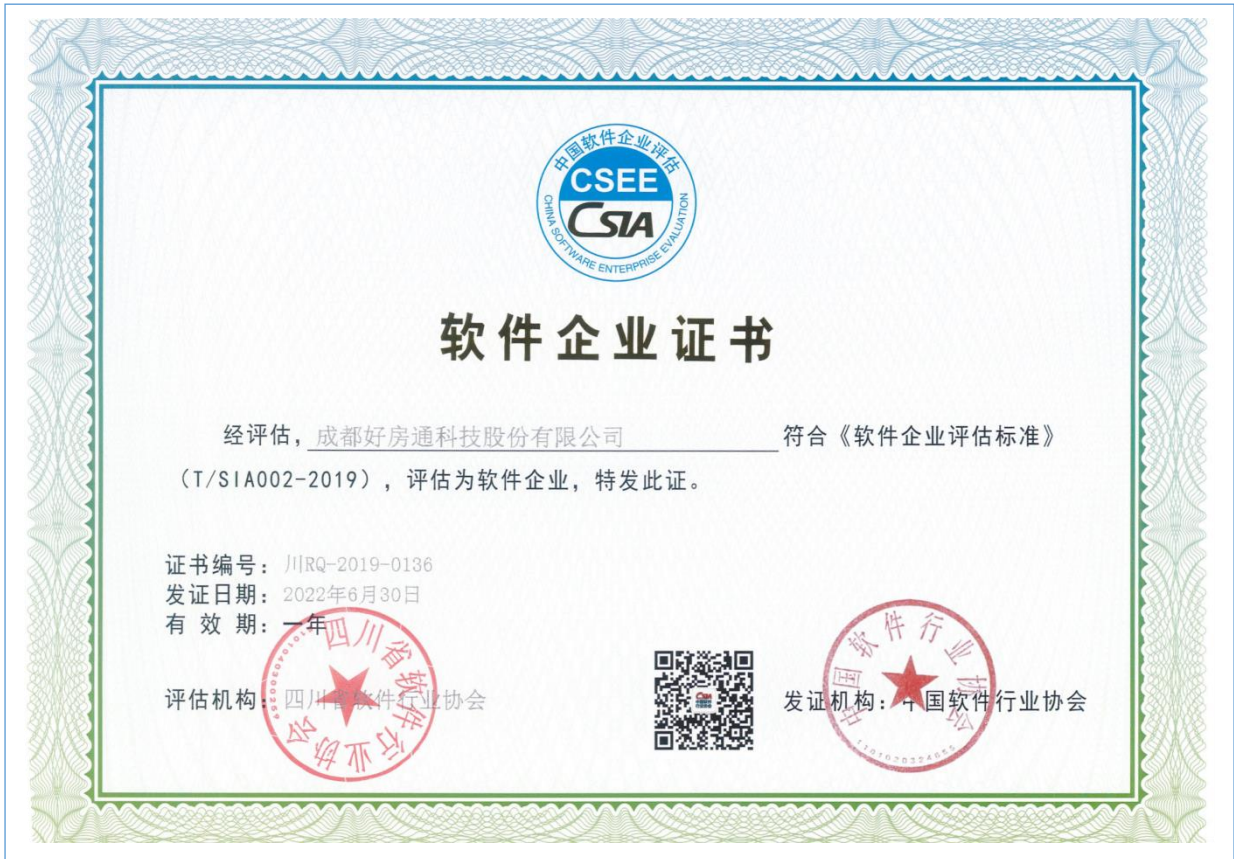 中国软件企业评估
CSEE
CSIA
CHINA SOFTWARE ENTERPRISE EVALUATION
软件企业证书
经评估，成都好房通科技股份有限公司 符合《软件企业评估标准》
（T/SIA002-2019），评估为软件企业，特发此证。
证书编号：川RQ-2019-0136
发证日期：2022年6月30日
有 效 期：一年
评估机构：四川省软件行业协会
发证机构：中国软件行业协会
四川省软件行业协会
中国软件行业协会